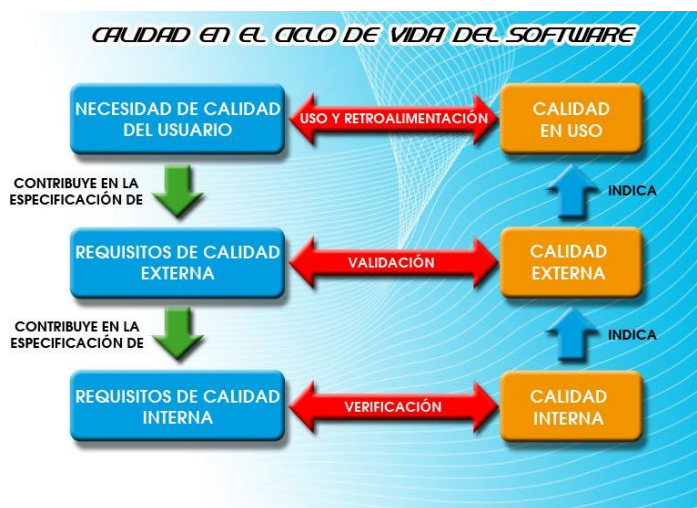 CALIDAD EN EL CICLO DE VIDA DEL SOFTWARE
NECESIDAD DE CALIDAD
DEL USUARIO
USO Y RETROALIMENTACIÓN
CALIDAD
EN USO
CONTRIBUYE EN LA
ESPECIFICACIÓN DE
INDICA
REQUISITOS DE CALIDAD
EXTERNA
VALIDACIÓN
CALIDAD
EXTERNA
CONTRIBUYE EN LA
ESPECIFICACIÓN DE
INDICA
REQUISITOS DE CALIDAD
INTERNA
VERIFICACIÓN
CALIDAD
INTERNA